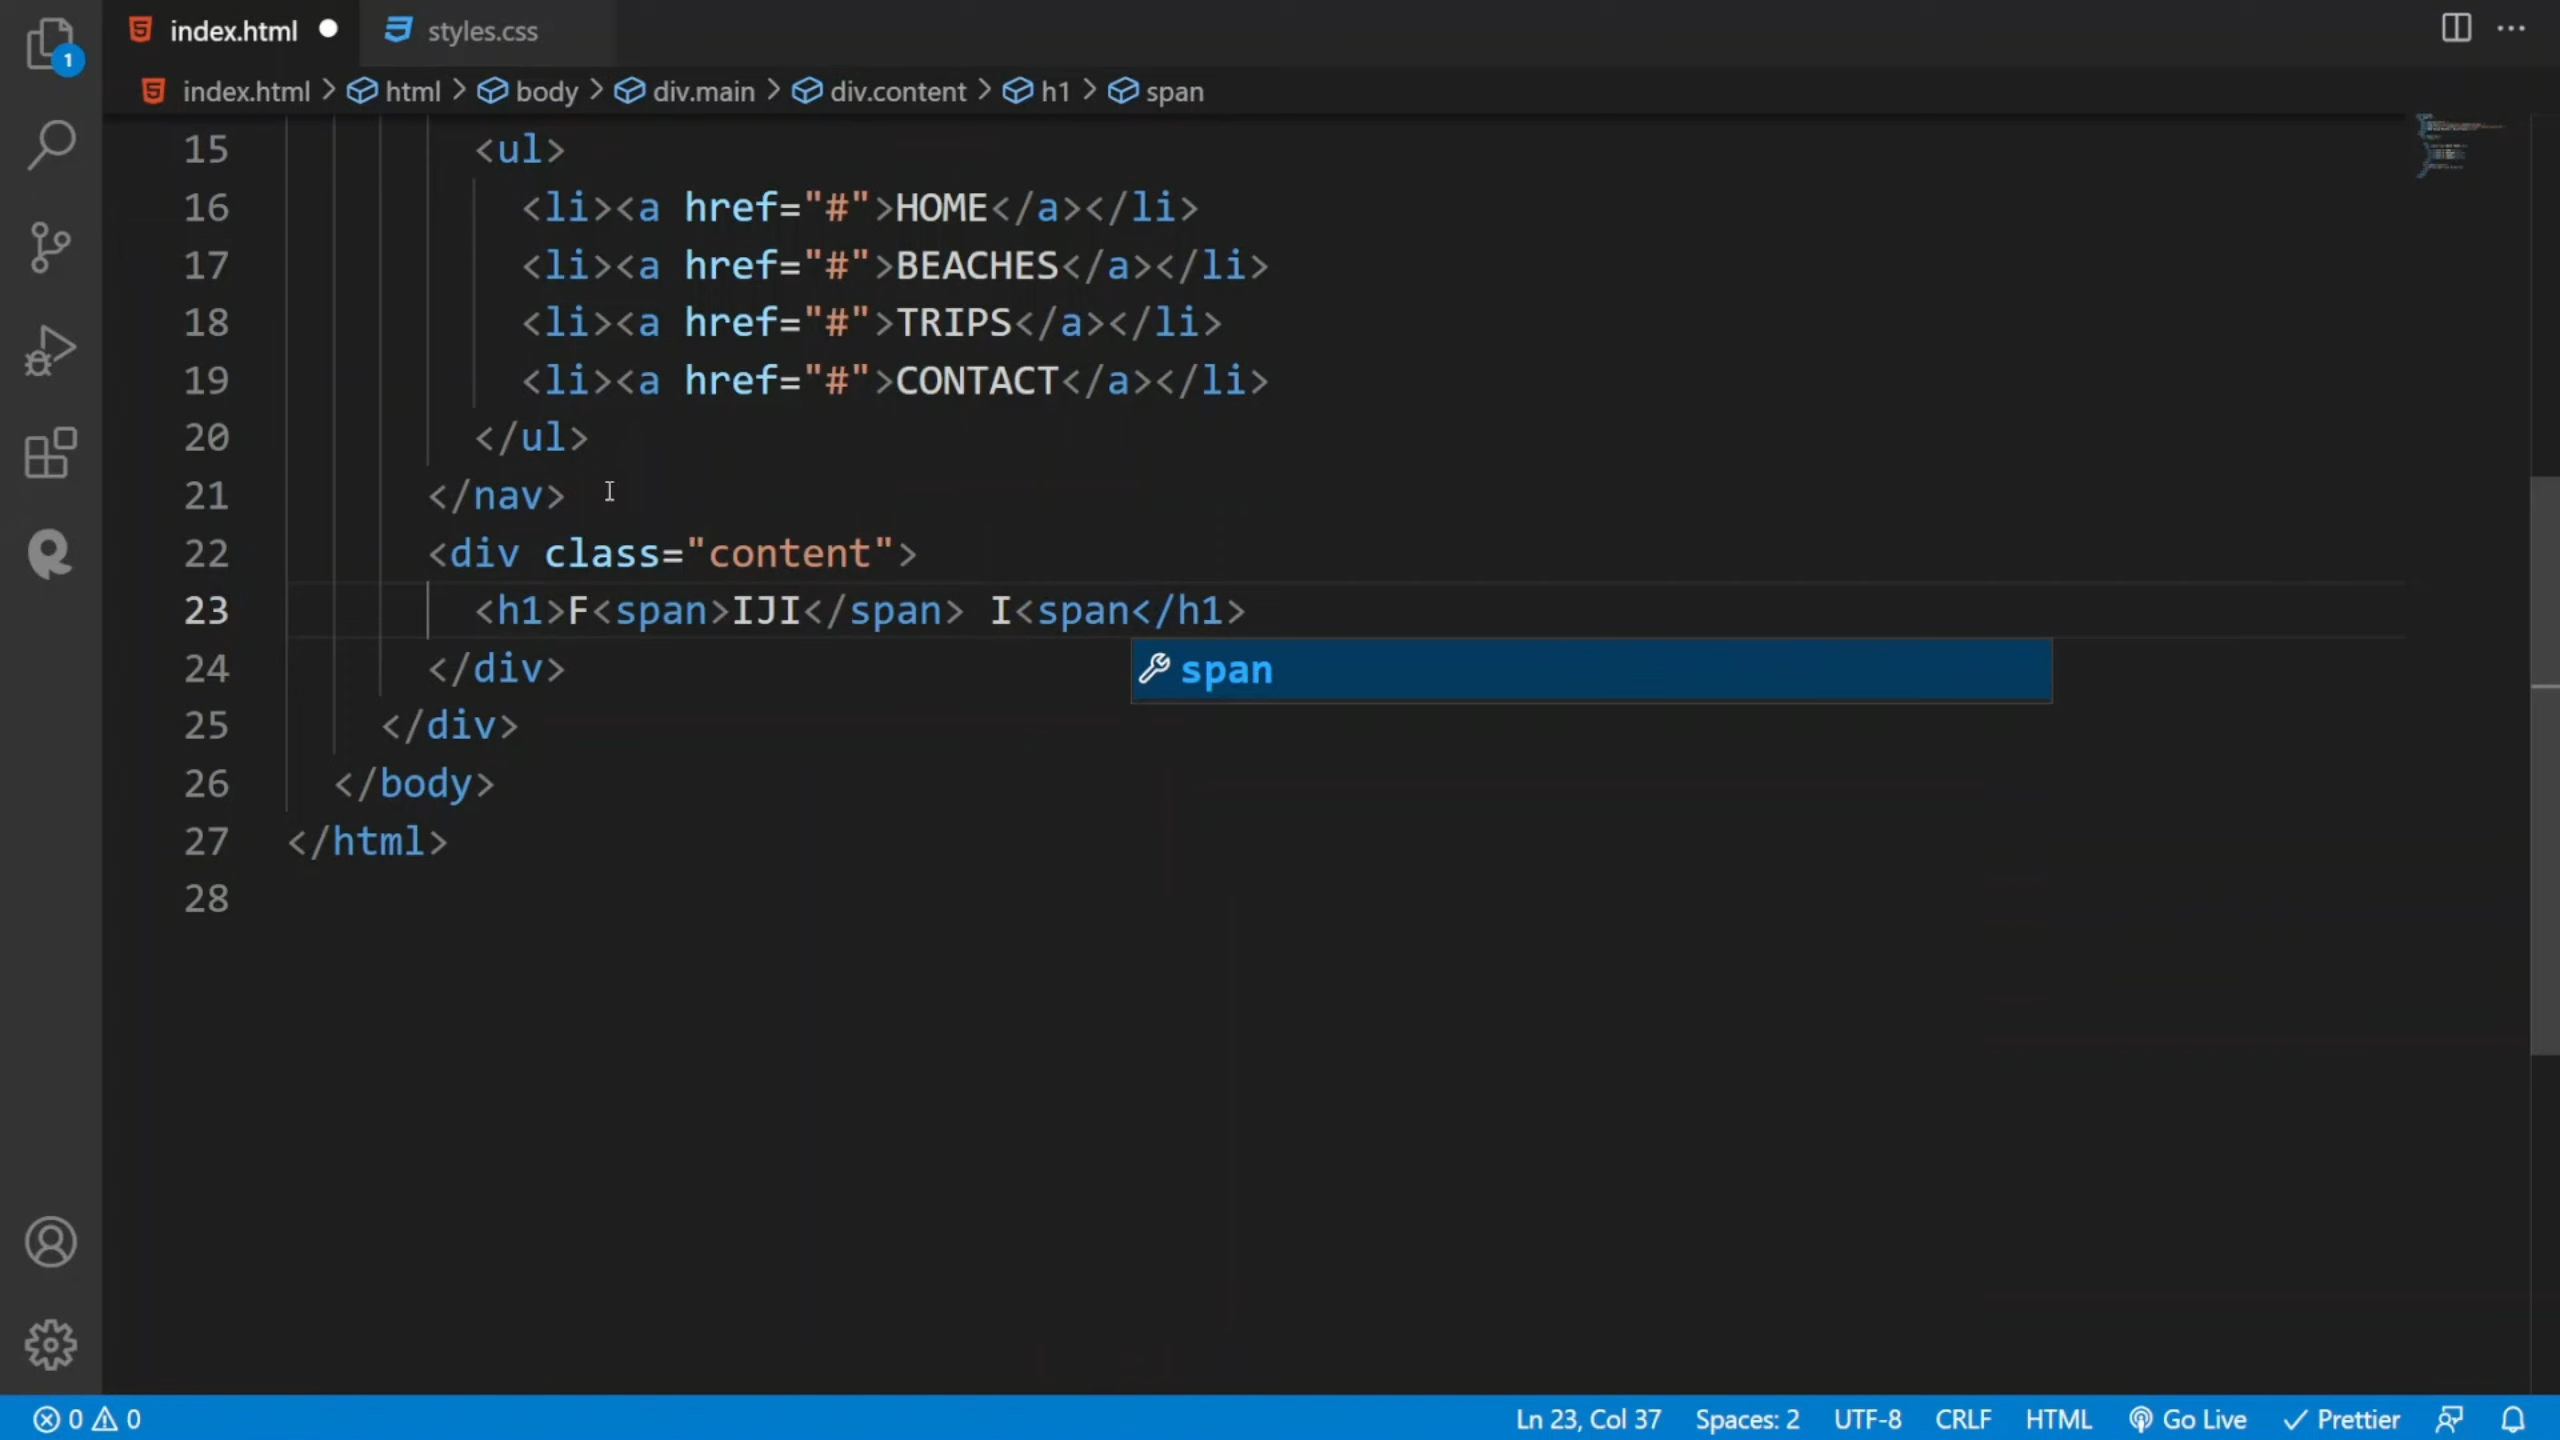 index.html styles.css
index.html > html > body > div.main > div.content > h1 > span
15 <ul>
16 <li><a href="#">HOME</a></li>
17 <li><a href="#">BEACHES</a></li>
18 <li><a href="#">TRIPS</a></li>
19 <li><a href="#">CONTACT</a></li>
20 </ul>
21 </nav>
22 <div class="content">
23 <h1>F<span>IJI</span> I<span</h1>
span
24 </div>
25 </div>
26 </body>
27 </html>
28
1
0 0 Ln 23, Col 37 Spaces: 2 UTF-8 CRLF HTML Go Live Prettier